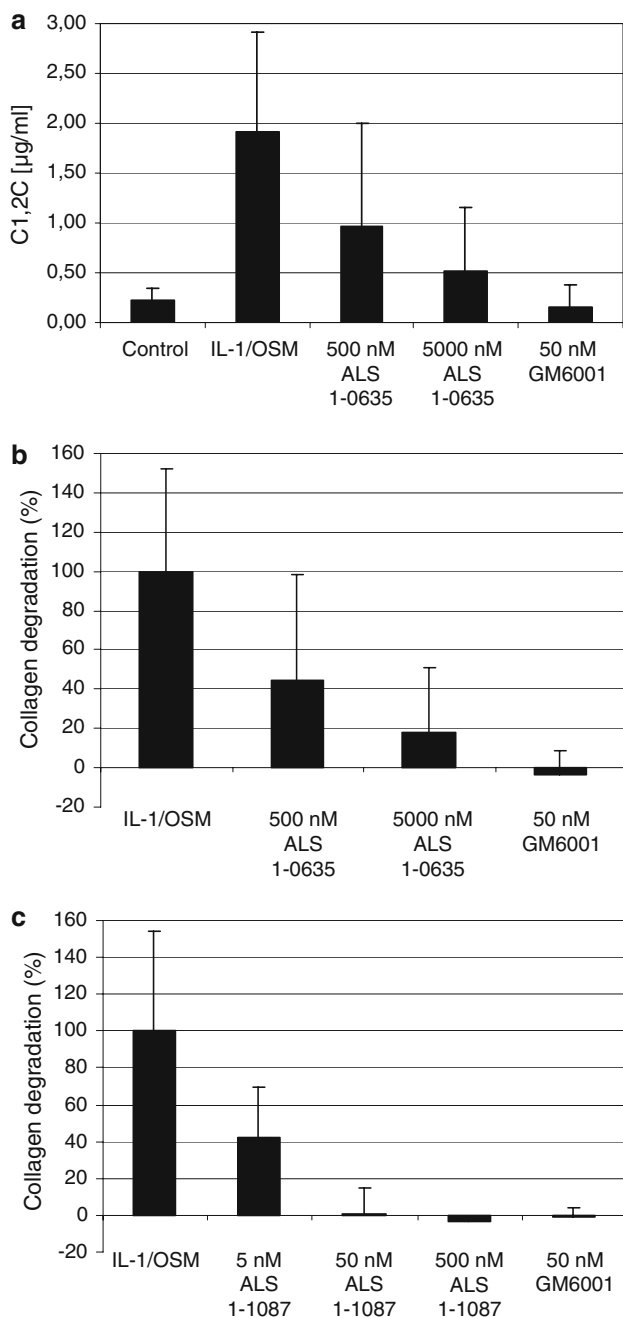 a
3,00
2,50
2,00
1,50
1,00
0,50
0,00
C1,2C [µg/ml]
Control
IL-1/OSM
500 nM
ALS
1-0635
5000 nM
ALS
1-0635
50 nM
GM6001
b
160
140
120
100
80
60
40
20
0
-20
Collagen degradation (%)
IL-1/OSM
500 nM
ALS
1-0635
5000 nM
ALS
1-0635
50 nM
GM6001
c
160
140
120
100
80
60
40
20
0
-20
Collagen degradation (%)
IL-1/OSM
5 nM
ALS
1-1087
50 nM
ALS
1-1087
500 nM
ALS
1-1087
50 nM
GM6001